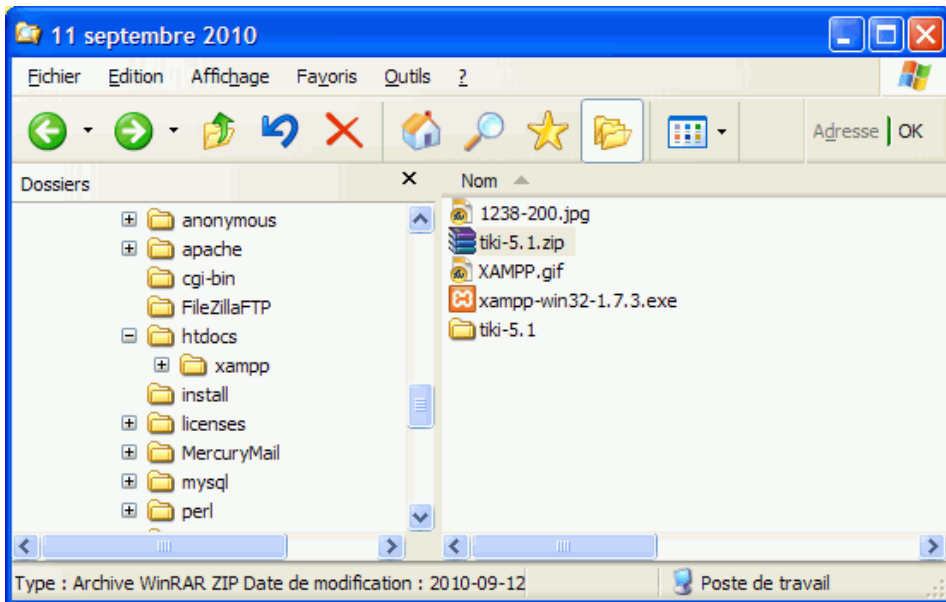 11 septembre 2010
Fichier Edition Affichage Favoris Outils ?
Adresse OK
Dossiers
Nom
anonymous
apache
cgi-bin
FileZillaFTP
htdocs
xampp
install
licenses
MercuryMail
mysql
perl
1238-200.jpg
tiki-5.1.zip
XAMPP.gif
xampp-win32-1.7.3.exe
tiki-5.1
Type : Archive WinRAR ZIP Date de modification : 2010-09-12
Poste de travail